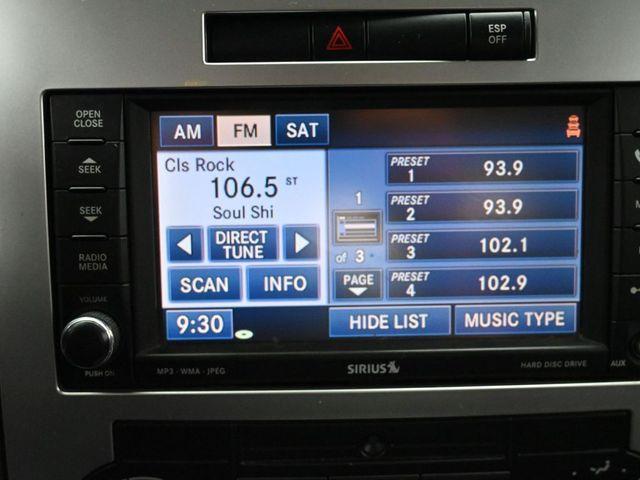 ESP
OFF
OPEN
CLOSE
SEEK
SEEK
RADIO
MEDIA
VOLUME
PUSH ON
AM FM SAT
Cls Rock
106.5 ST
Soul Shi
DIRECT
TUNE
SCAN INFO
9:30
1
of 3
PAGE
PRESET
1 93.9
PRESET
2 93.9
PRESET
3 102.1
PRESET
4 102.9
HIDE LIST MUSIC TYPE
MP3 · WMA · JPEG
SIRIUS
HARD DISC DRIVE
AUX